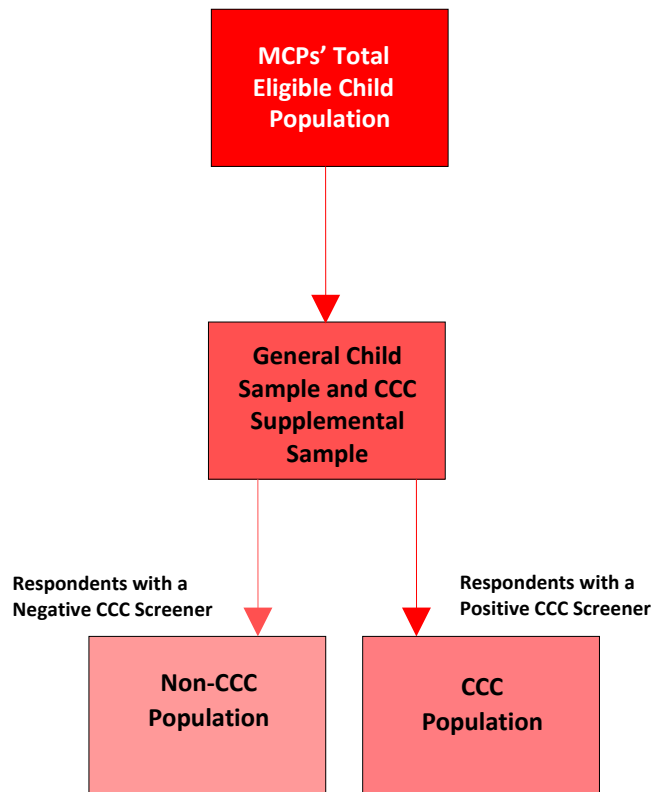 MCPs’ Total
Eligible Child
Population
General Child
Sample and CCC
Supplemental
Sample
Respondents with a
Negative CCC Screener
Respondents with a
Positive CCC Screener
Non-CCC
Population
CCC
Population